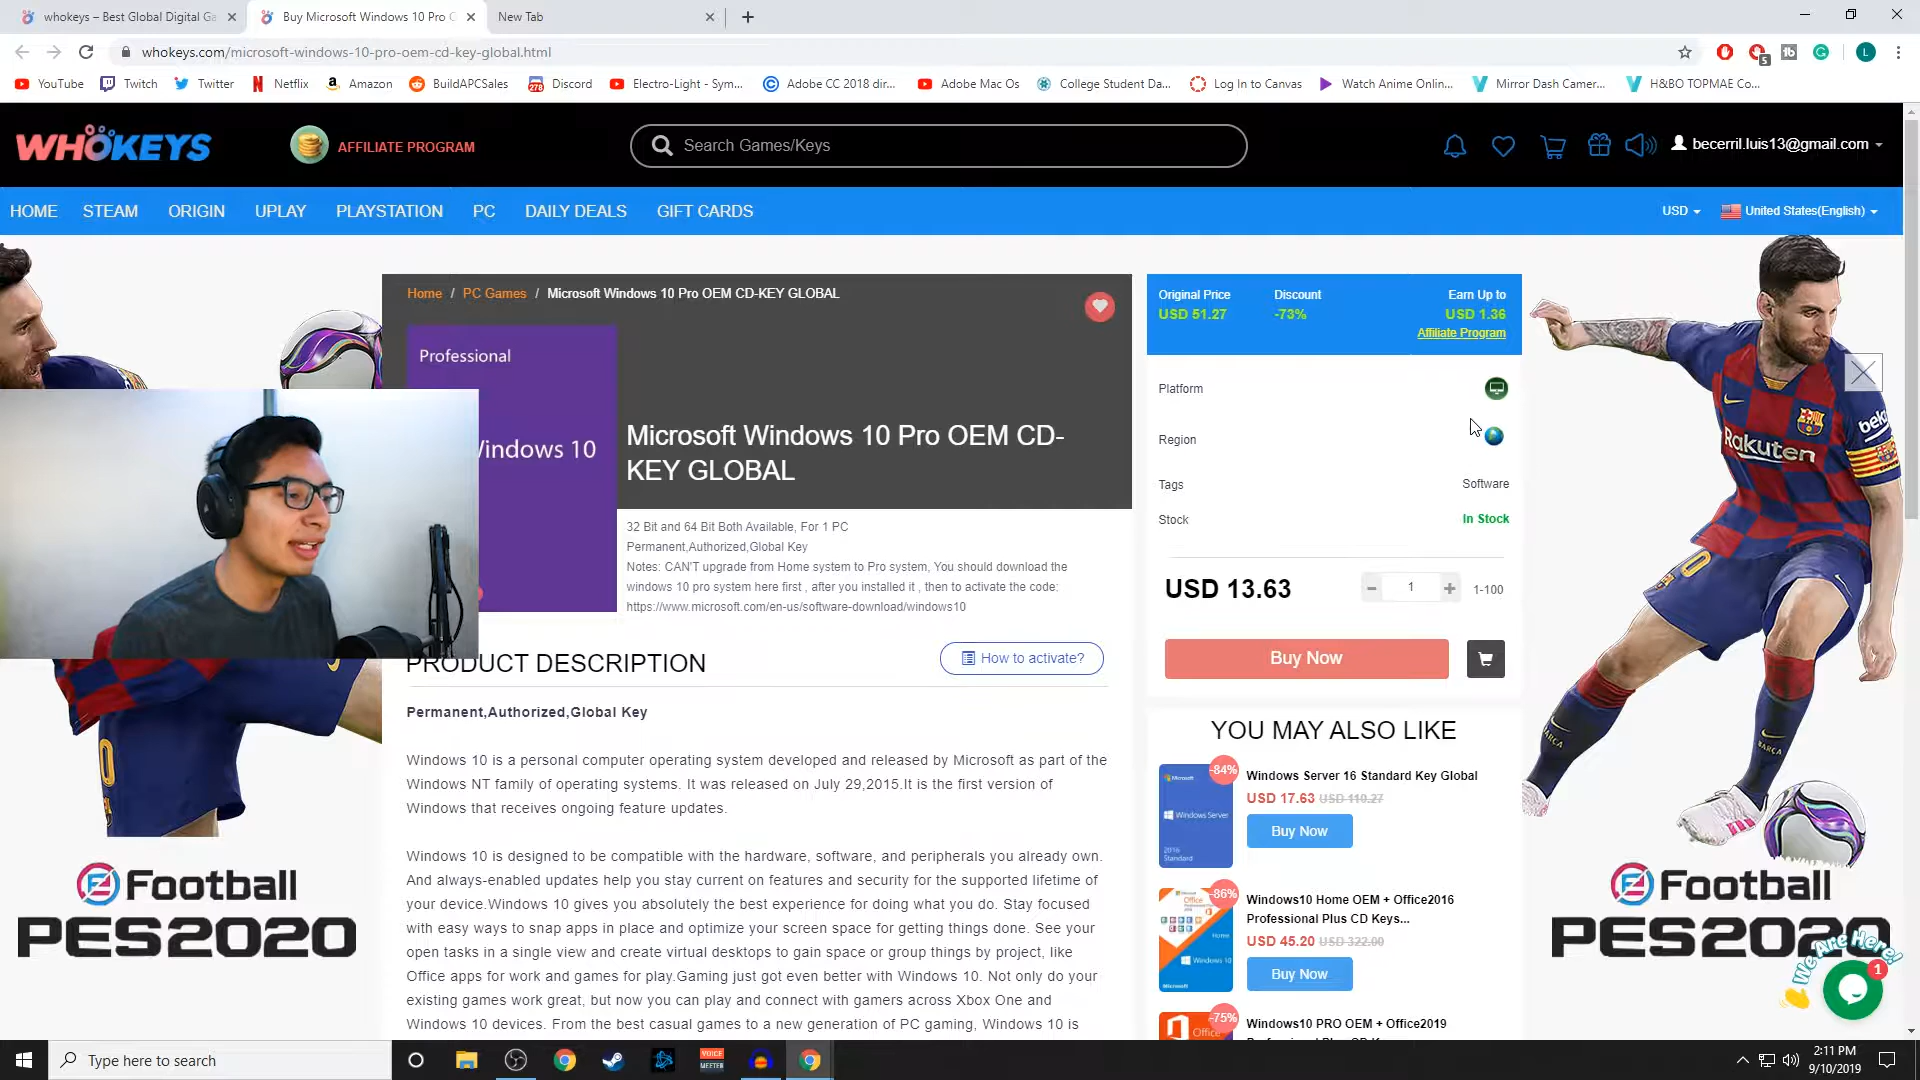 whokeys – Best Global Digital Ga
Buy Microsoft Windows 10 Pro O
New Tab
whokeys.com/microsoft-windows-10-pro-oem-cd-key-global.html
5
L
YouTube
Twitch
Twitter
Netflix
Amazon
BuildAPCSales
278
Discord
Electro-Light - Sym...
Adobe CC 2018 dir...
Adobe Mac Os
College Student Da...
Log In to Canvas
Watch Anime Onlin...
Mirror Dash Camer...
H&BO TOPMAE Co...
WHOKEYS
AFFILIATE PROGRAM
Search Games/Keys
becerril.luis13@gmail.com
HOME STEAM ORIGIN UPLAY PLAYSTATION PC DAILY DEALS GIFT CARDS
USD
United States(English)
Home / PC Games / Microsoft Windows 10 Pro OEM CD-KEY GLOBAL
Professional
Windows 10
Microsoft Windows 10 Pro OEM CD-
KEY GLOBAL
32 Bit and 64 Bit Both Available, For 1 PC
Permanent,Authorized,Global Key
Notes: CAN'T upgrade from Home system to Pro system, You should download the
windows 10 pro system here first , after you installed it , then to activate the code:
https://www.microsoft.com/en-us/software-download/windows10
PRODUCT DESCRIPTION
How to activate?
Permanent,Authorized,Global Key
Windows 10 is a personal computer operating system developed and released by Microsoft as part of the
Windows NT family of operating systems. It was released on July 29,2015.It is the first version of
Windows that receives ongoing feature updates.
Windows 10 is designed to be compatible with the hardware, software, and peripherals you already own.
And always-enabled updates help you stay current on features and security for the supported lifetime of
your device.Windows 10 gives you absolutely the best experience for doing what you do. Stay focused
with easy ways to snap apps in place and optimize your screen space for getting things done. See your
open tasks in a single view and create virtual desktops to gain space or group things by project, like
Office apps for work and games for play.Gaming just got even better with Windows 10. Not only do your
existing games work great, but now you can play and connect with gamers across Xbox One and
Windows 10 devices. From the best casual games to a new generation of PC gaming, Windows 10 is
Original Price
USD 51.27
Discount
-73%
Earn Up to
USD 1.36
Affiliate Program
Platform
Region
Tags
Software
Stock
In Stock
USD 13.63
1
1-100
Buy Now
YOU MAY ALSO LIKE
-84%
Microsoft
Windows Server
2016
Standard
Windows Server 16 Standard Key Global
USD 17.63 USD 110.27
Buy Now
-86%
Office
Home
Windows 10
Microsoft
Windows10 Home OEM + Office2016
Professional Plus CD Keys...
USD 45.20 USD 322.00
Buy Now
-75%
Office
Windows10 PRO OEM + Office2019
Football
PES2020
Rakuten
beko
BARCA
BARCA
Football
PES2020
We Are Here!
1
Type here to search
VOICE
MEETER
2:11 PM
9/10/2019